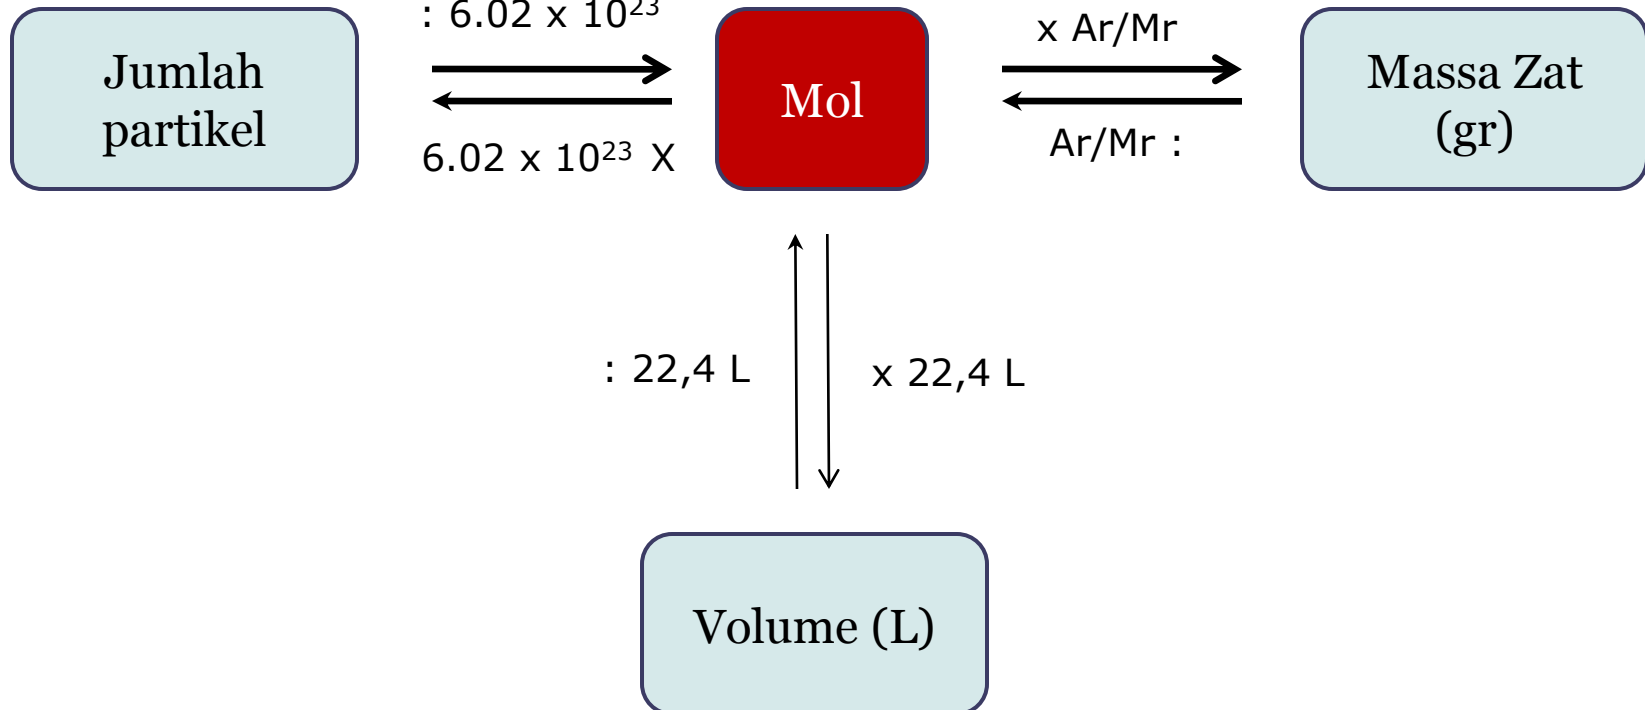 : 6.02 x 10²³
x Ar/Mr
Jumlah
partikel
Mol
Massa Zat
(gr)
6.02 x 10²³ X
Ar/Mr :
: 22,4 L
x 22,4 L
Volume (L)